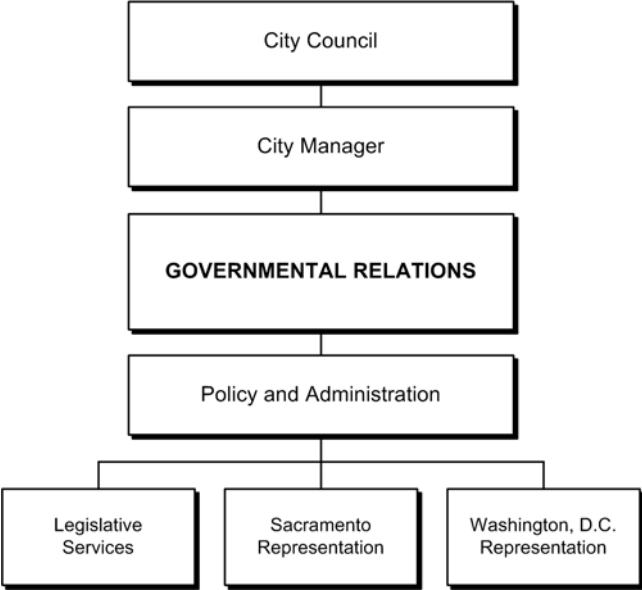 City Council
City Manager
GOVERNMENTAL RELATIONS
Policy and Administration
Legislative
Services
Sacramento
Representation
Washington, D.C.
Representation